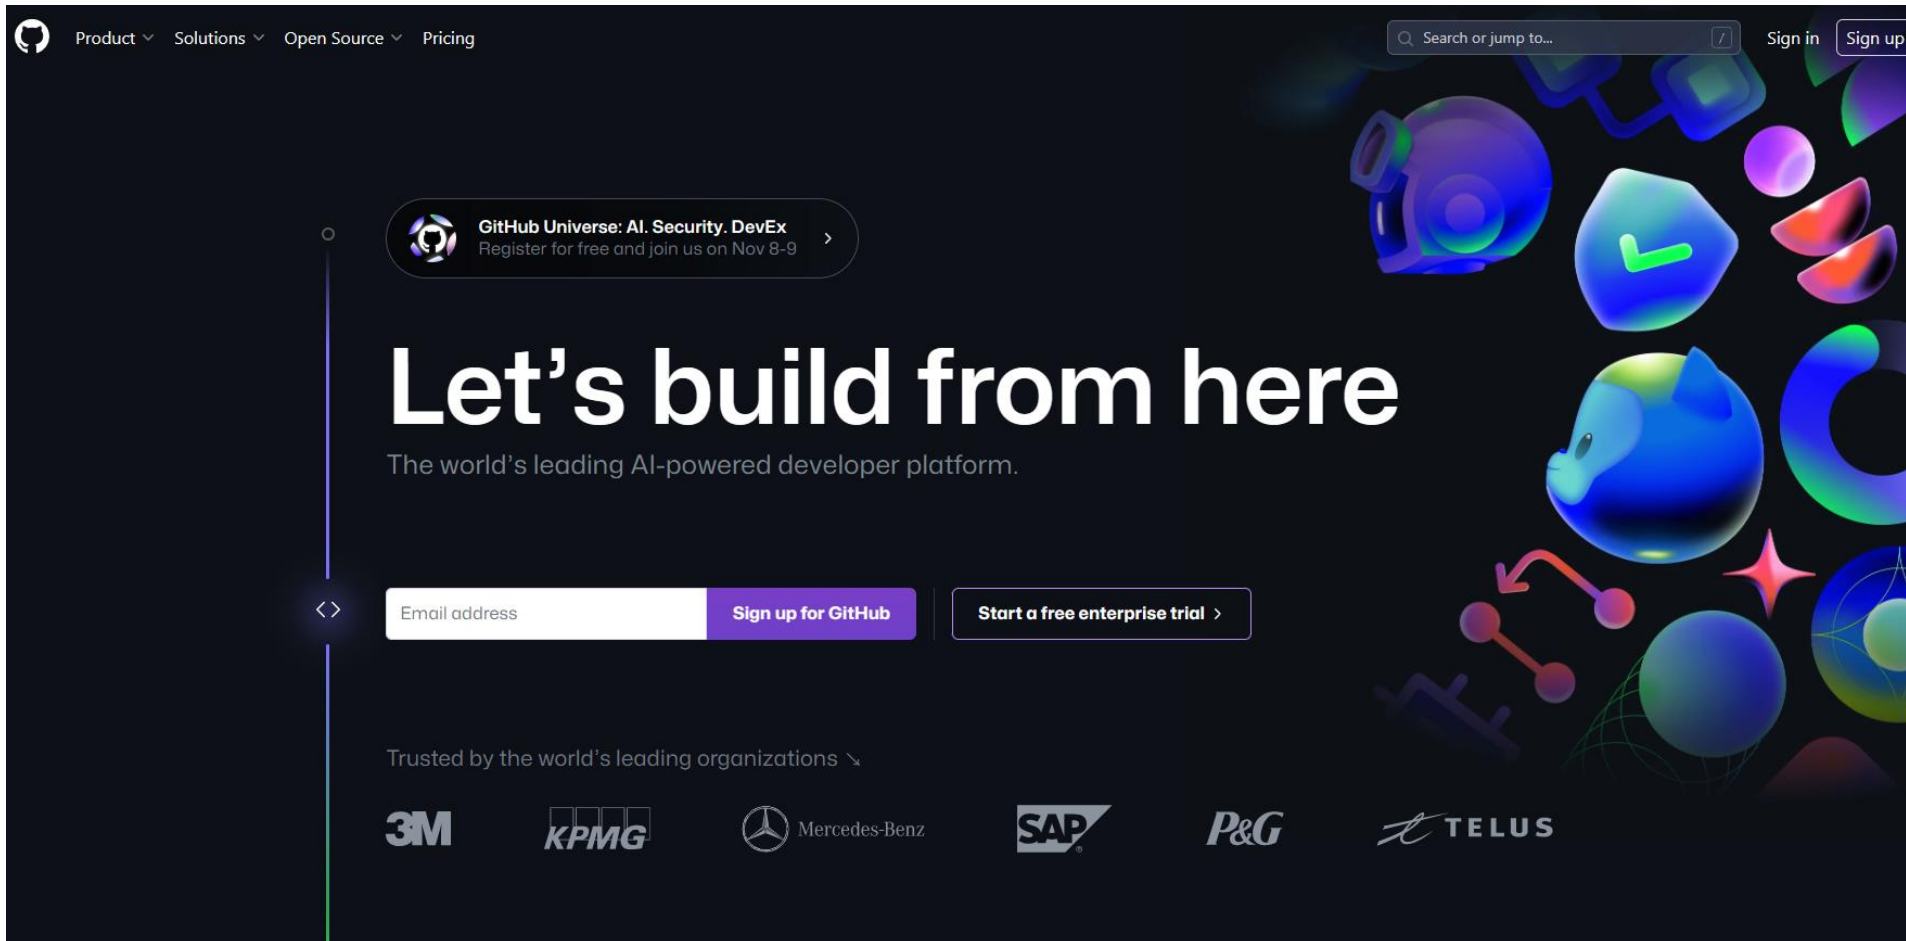 Product
Solutions
Open Source
Pricing
Search or jump to...
/
Sign in
Sign up
GitHub Universe: AI. Security. DevEx
Register for free and join us on Nov 8-9
Let’s build from here
The world’s leading AI-powered developer platform.
<>
Email address
Sign up for GitHub
Start a free enterprise trial >
Trusted by the world’s leading organizations ↘
3M
KPMG
Mercedes-Benz
SAP®
P&G
TELUS